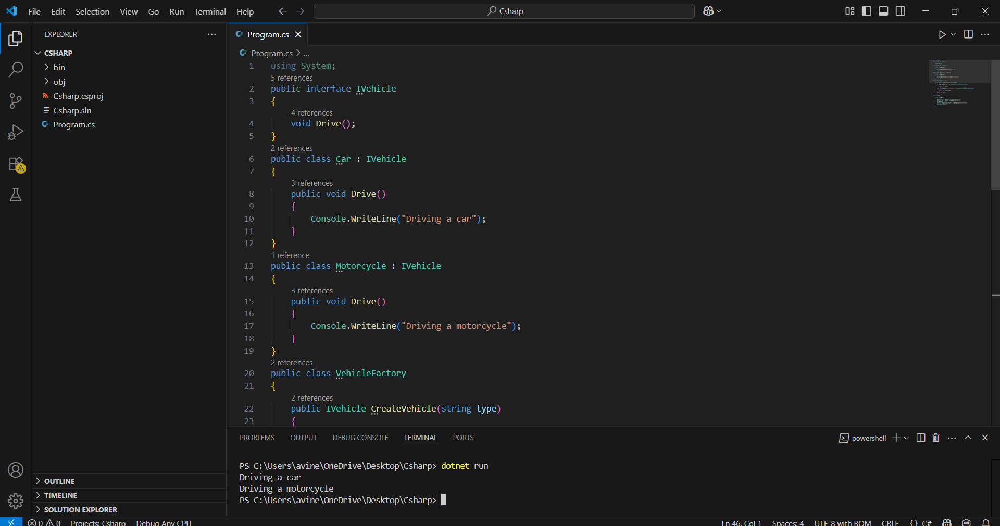 File Edit Selection View Go Run Terminal Help Csharp
EXPLORER
CSHARP
bin
obj
Csharp.csproj
Csharp.sln
C# Program.cs
OUTLINE
TIMELINE
SOLUTION EXPLORER
C# Program.cs
C# Program.cs > ...
1 using System;
5 references
2 public interface IVehicle
3 {
4 references
4 void Drive();
5 }
2 references
6 public class Car : IVehicle
7 {
3 references
8 public void Drive()
9 {
10 Console.WriteLine("Driving a car");
11 }
12 }
1 reference
13 public class Motorcycle : IVehicle
14 {
3 references
15 public void Drive()
16 {
17 Console.WriteLine("Driving a motorcycle");
18 }
19 }
2 references
20 public class VehicleFactory
21 {
2 references
22 public IVehicle CreateVehicle(string type)
23 {
PROBLEMS OUTPUT DEBUG CONSOLE TERMINAL PORTS powershell
PS C:\Users\avine\OneDrive\Desktop\Csharp> dotnet run
Driving a car
Driving a motorcycle
PS C:\Users\avine\OneDrive\Desktop\Csharp>
0 0 Projects: Csharp Debug Any CPU Ln 46, Col 1 Spaces: 4 UTF-8 with BOM CRLF {} C#